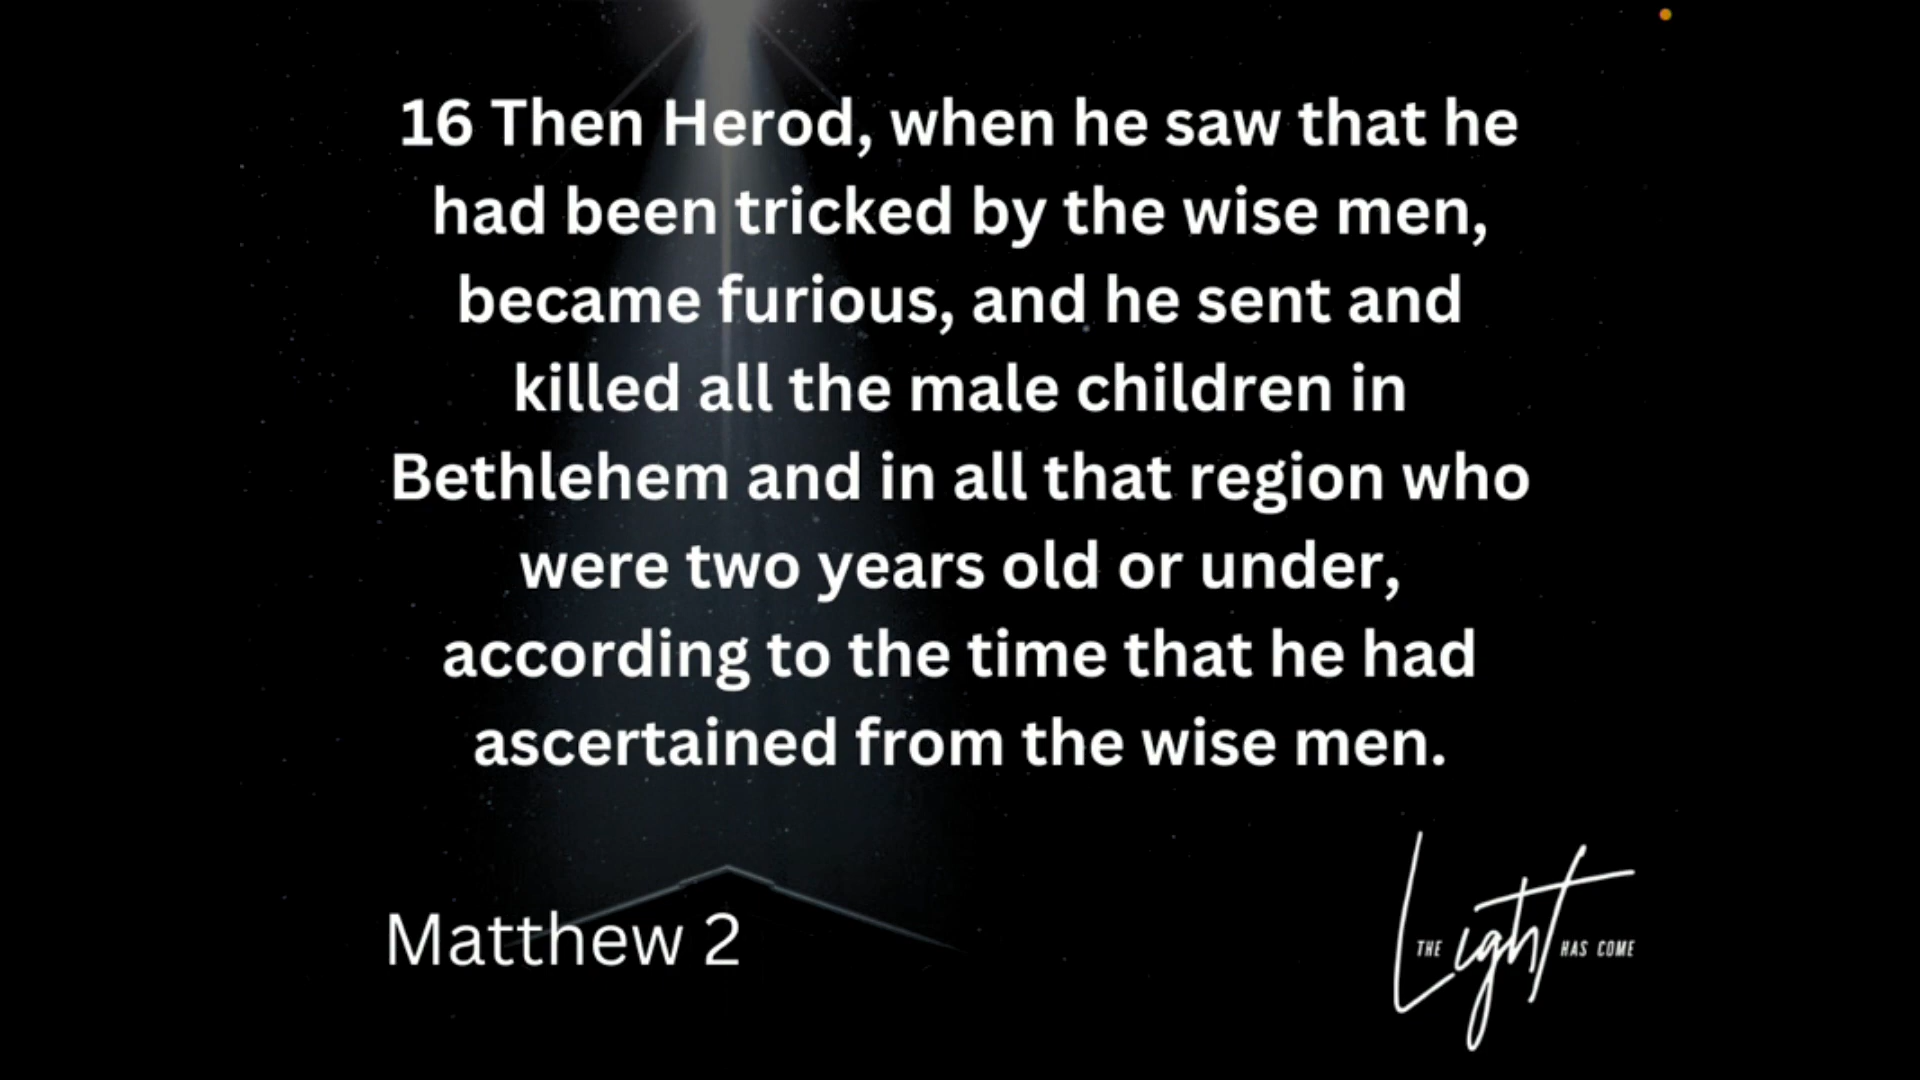 16 Then Herod, when he saw that he
had been tricked by the wise men,
became furious, and he sent and
killed all the male children in
Bethlehem and in all that region who
were two years old or under,
according to the time that he had
ascertained from the wise men.
Matthew 2
THE Light HAS COME